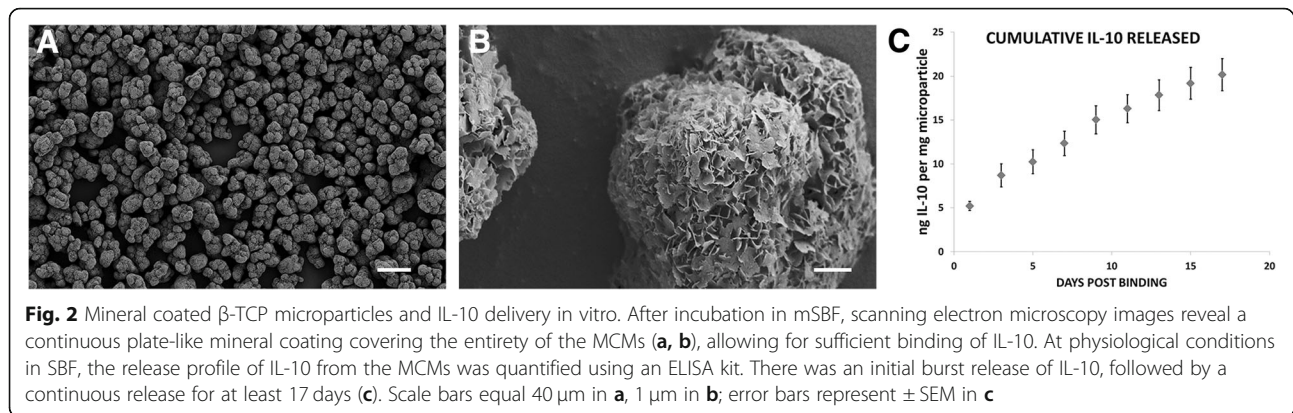 A
B
C
CUMULATIVE IL-10 RELEASED
ng IL-10 per mg microparticle
25
20
15
10
5
0
0 5 10 15 20
DAYS POST BINDING
Fig. 2 Mineral coated β-TCP microparticles and IL-10 delivery in vitro. After incubation in mSBF, scanning electron microscopy images reveal a
continuous plate-like mineral coating covering the entirety of the MCMs (a, b), allowing for sufficient binding of IL-10. At physiological conditions
in SBF, the release profile of IL-10 from the MCMs was quantified using an ELISA kit. There was an initial burst release of IL-10, followed by a
continuous release for at least 17 days (c). Scale bars equal 40 μm in a, 1 μm in b; error bars represent ± SEM in c